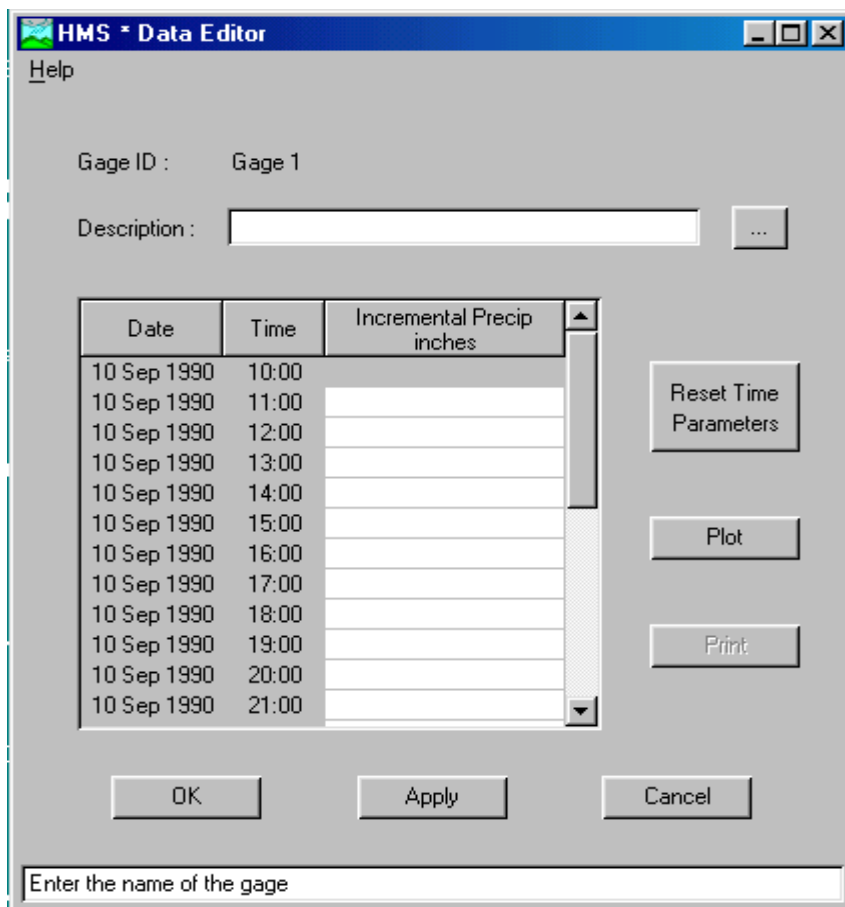 HMS * Data Editor
Help
Gage ID : Gage 1
Description : ...
Date Time Incremental Precip inches
10 Sep 1990 10:00
10 Sep 1990 11:00
10 Sep 1990 12:00
10 Sep 1990 13:00
10 Sep 1990 14:00
10 Sep 1990 15:00
10 Sep 1990 16:00
10 Sep 1990 17:00
10 Sep 1990 18:00
10 Sep 1990 19:00
10 Sep 1990 20:00
10 Sep 1990 21:00
Reset Time
Parameters
Plot
Print
OK Apply Cancel
Enter the name of the gage